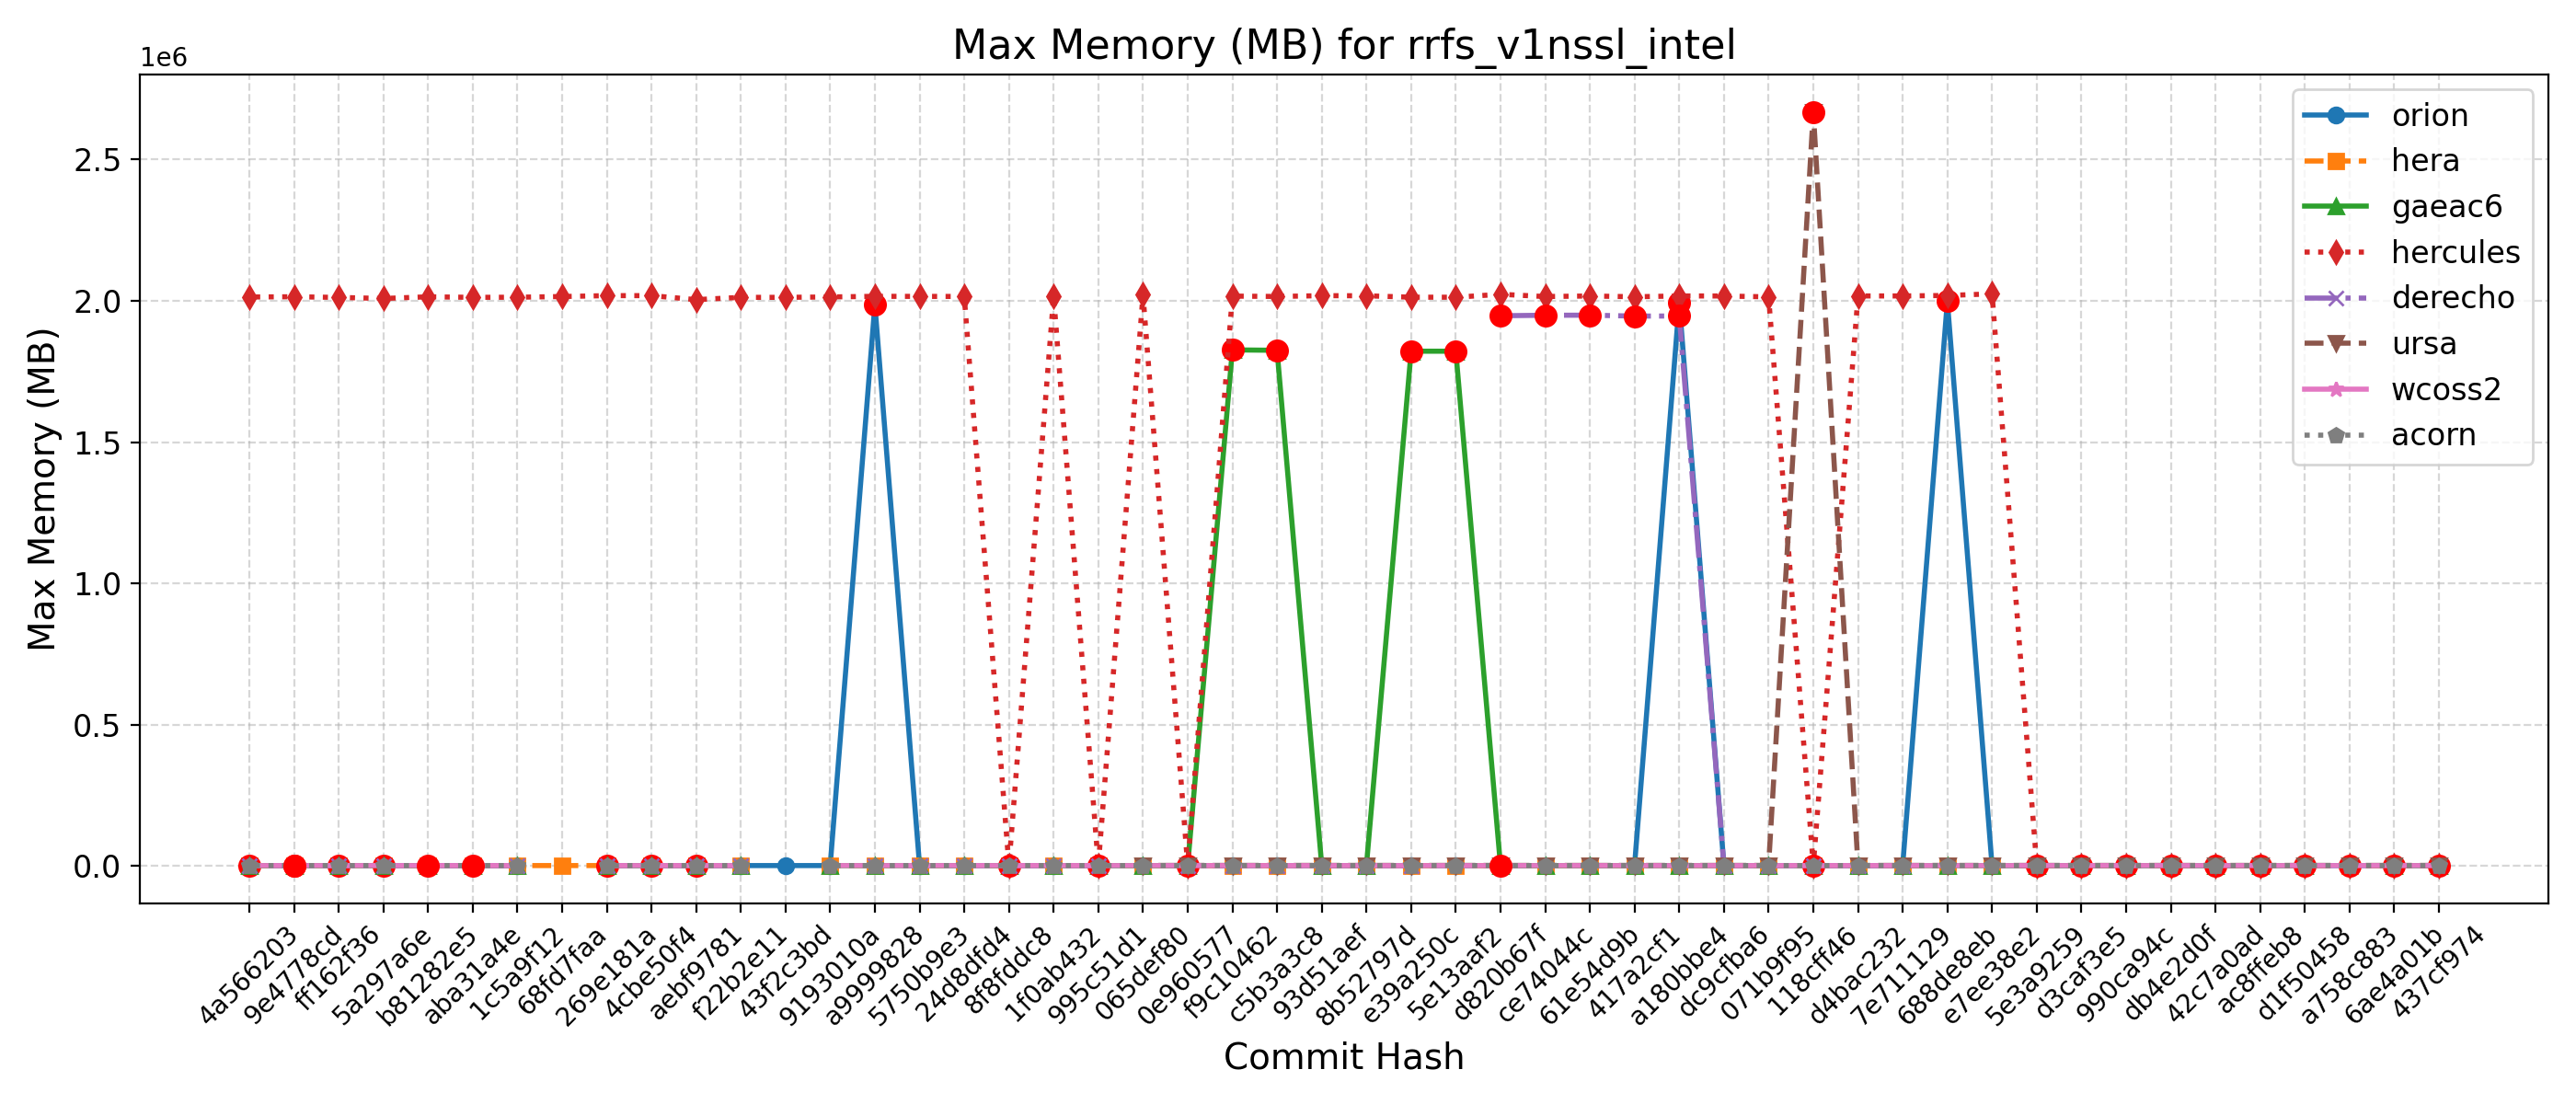 Max Memory (MB) for rrfs_v1nssl_intel
1e6
2.5
2.0
1.5
1.0
0.5
0.0
Max Memory (MB)
orion
hera
gaeac6
hercules
derecho
ursa
wcoss2
acorn
4a566203
9e4778cd
ff162f36
5a297a6e
b81282e5
aba31a4e
1c5a9f12
68fd7faa
269e181a
4cbe50f4
aebf9781
f22b2e11
43f2c3bd
9193010a
a9999828
5750b9e3
24d8dfd4
8f8fddc8
1f0ab432
995c51d1
065def80
0e960577
f9c10462
c5b3a3c8
93d51aef
8b52797d
e39a250c
5e13aaf2
d820b67f
ce74044c
61e54d9b
417a2cf1
a180bbe4
dc9cfba6
071b9f95
118cff46
d4bac232
7e711129
688de8eb
e7ee38e2
5e3a9259
d3caf3e5
990ca94c
db4e2d0f
42c7a0ad
ac8ffeb8
d1f50458
a758c883
6ae4a01b
437cf974
Commit Hash